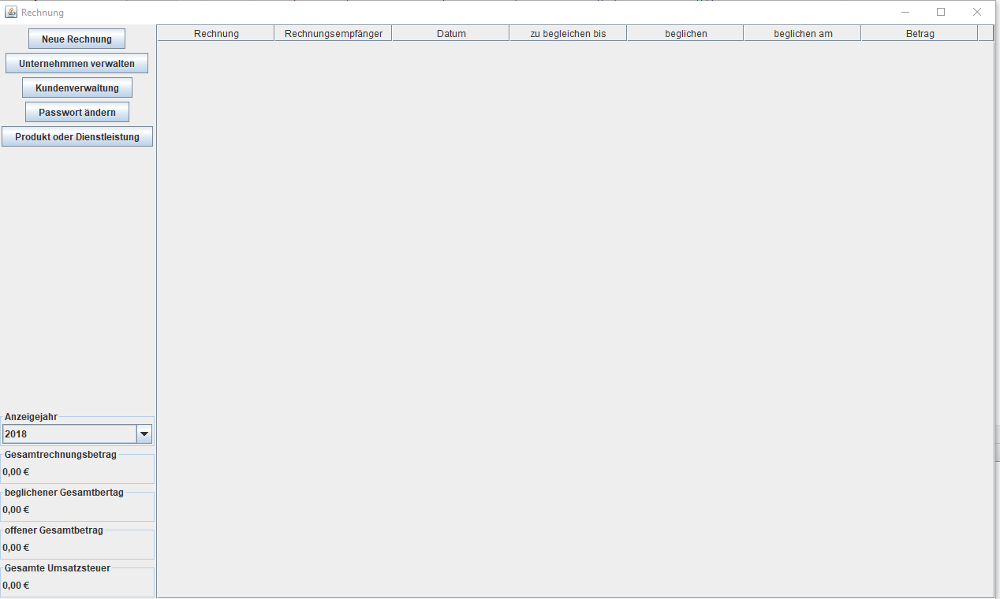 Rechnung
Neue Rechnung
Unternehmmen verwalten
Kundenverwaltung
Passwort ändern
Produkt oder Dienstleistung
Rechnung Rechnungsempfänger Datum zu begleichen bis beglichen beglichen am Betrag
Anzeigejahr
2018
Gesamtrechnungsbetrag
0,00 €
beglichener Gesamtbertag
0,00 €
offener Gesamtbetrag
0,00 €
Gesamte Umsatzsteuer
0,00 €